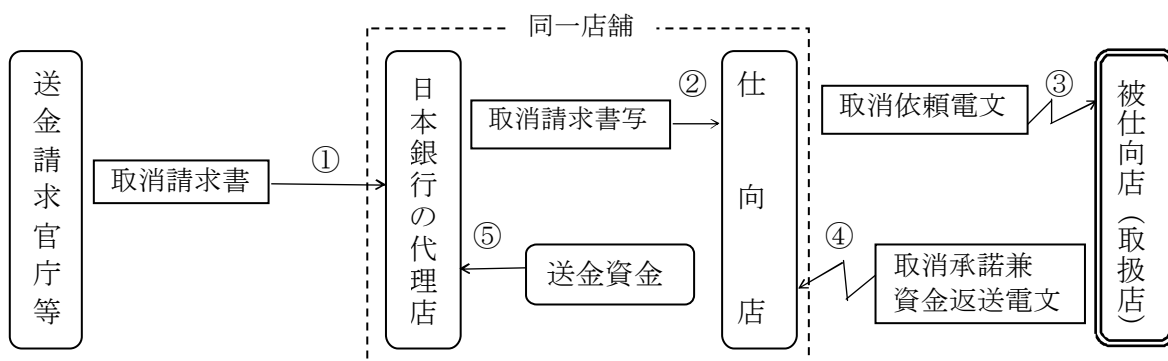 同一店舗
送金請求官庁等
取消請求書
①
日本銀行の代理店
取消請求書写
②
仕向店
取消依頼電文
③
被仕向店(取扱店)
⑤
送金資金
④
取消承諾兼
資金返送電文